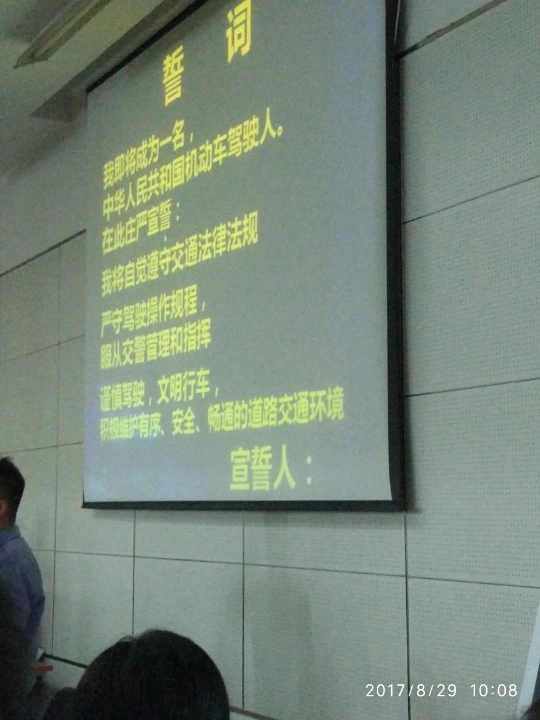 誓 词
我即将成为一名，
中华人民共和国机动车驾驶人。
在此庄严宣誓：
我将自觉遵守交通法律法规
严守驾驶操作规程，
服从交警管理和指挥
谨慎驾驶，文明行车，
积极维护有序、安全、畅通的道路交通环境
宣誓人：
2017/8/29 10:08